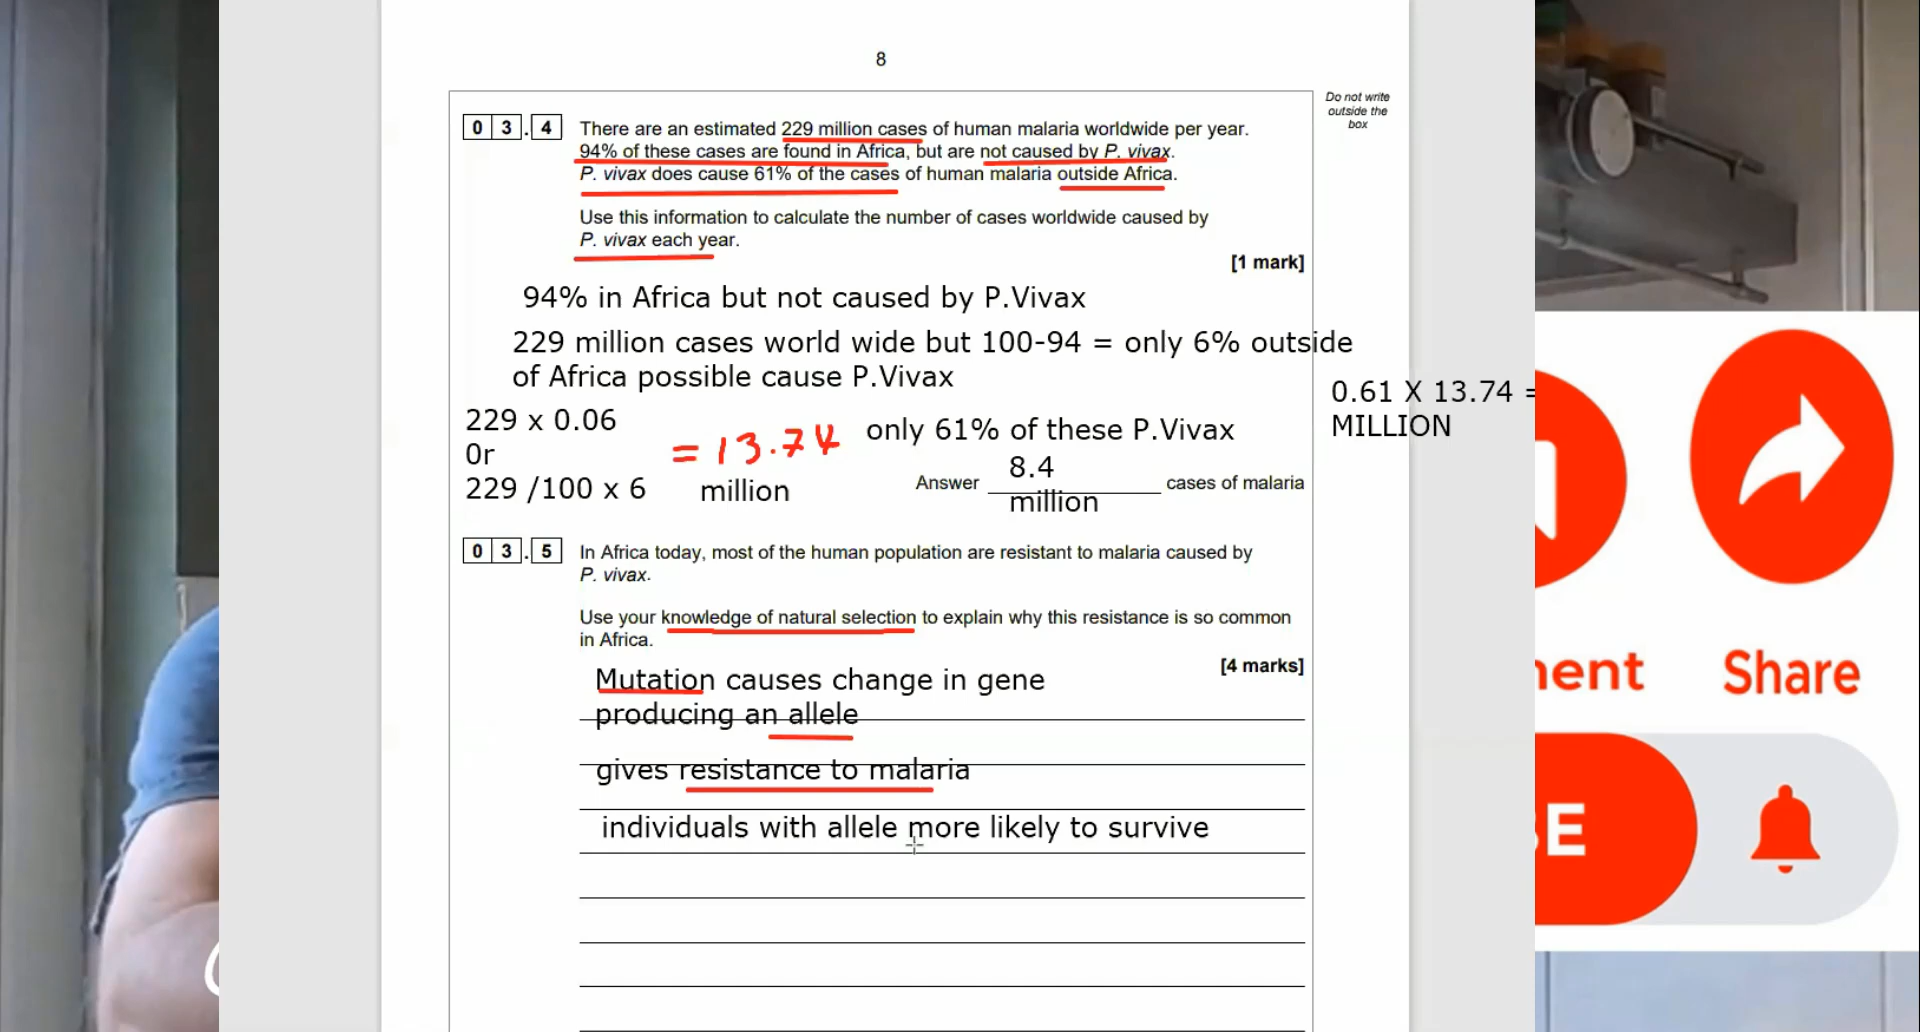 8
Do not write
outside the
box
0 3 . 4 There are an estimated 229 million cases of human malaria worldwide per year.
94% of these cases are found in Africa, but are not caused by P. vivax.
P. vivax does cause 61% of the cases of human malaria outside Africa.
Use this information to calculate the number of cases worldwide caused by
P. vivax each year.
[1 mark]
94% in Africa but not caused by P.Vivax
229 million cases world wide but 100-94 = only 6% outside
of Africa possible cause P.Vivax
0.61 X 13.74 =
MILLION
229 x 0.06
0r
229 /100 x 6
= 13.74
million
only 61% of these P.Vivax
8.4
million
Answer cases of malaria
0 3 . 5 In Africa today, most of the human population are resistant to malaria caused by
P. vivax.
Use your knowledge of natural selection to explain why this resistance is so common
in Africa.
[4 marks]
Mutation causes change in gene
producing an allele
gives resistance to malaria
individuals with allele more likely to survive
ent
Share
E